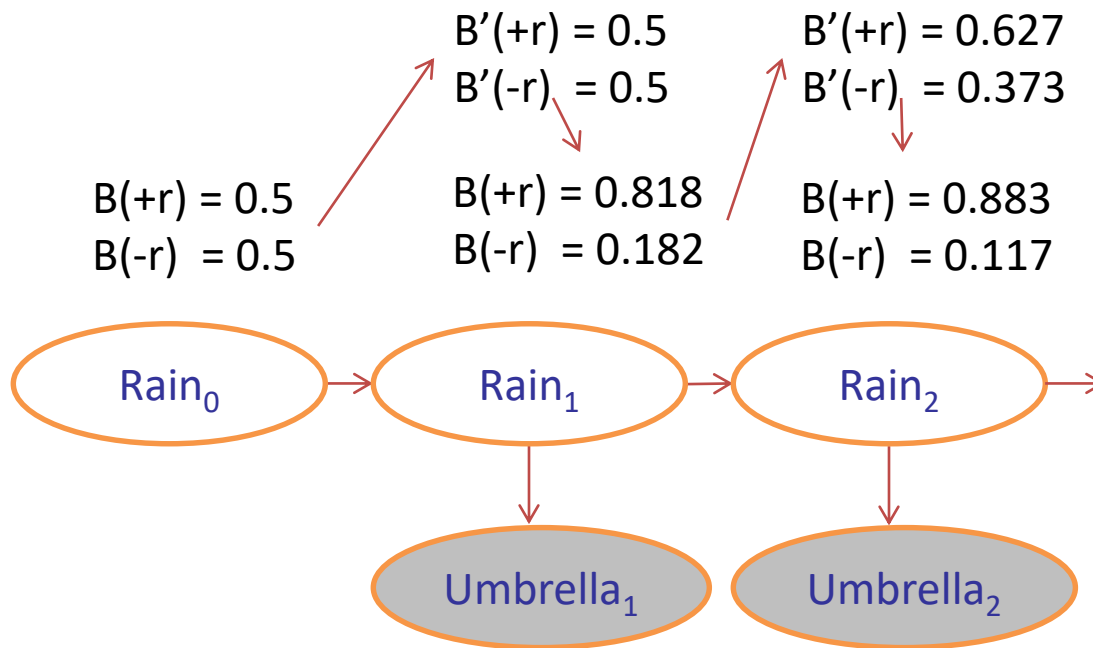 B’(+r) = 0.5
B’(-r) = 0.5
B’(+r) = 0.627
B’(-r) = 0.373
B(+r) = 0.5
B(-r) = 0.5
B(+r) = 0.818
B(-r) = 0.182
B(+r) = 0.883
B(-r) = 0.117
Rain₀
Rain₁
Rain₂
Umbrella₁
Umbrella₂